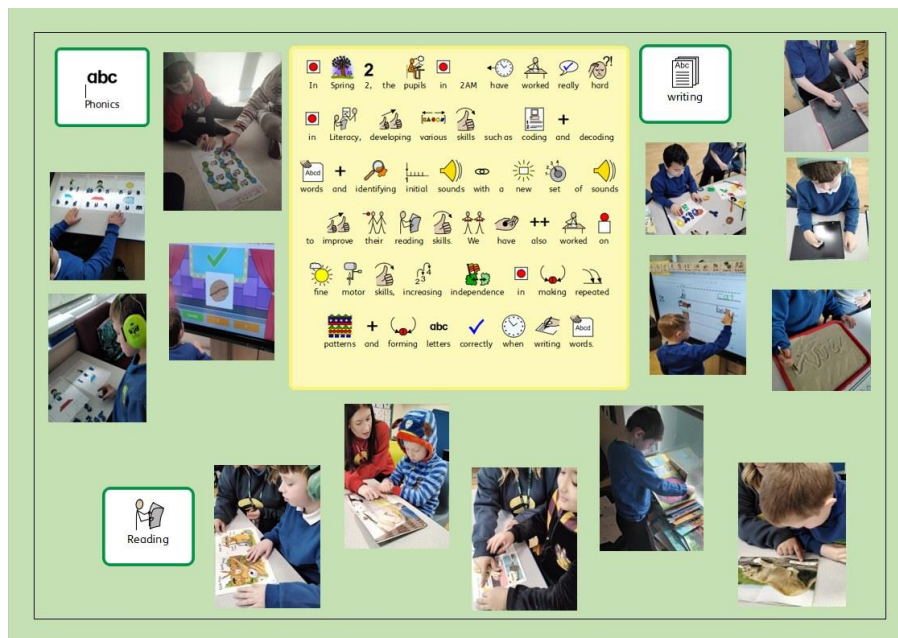 abc
Phonics
In Spring 2, the pupils in 2AM have worked really hard
in Literacy, developing various skills such as coding and decoding
words and identifying initial sounds with a new set of sounds
to improve their reading skills. We have also worked on
fine motor skills, increasing independence in making repeated
patterns and forming letters correctly when writing words.
writing
Reading